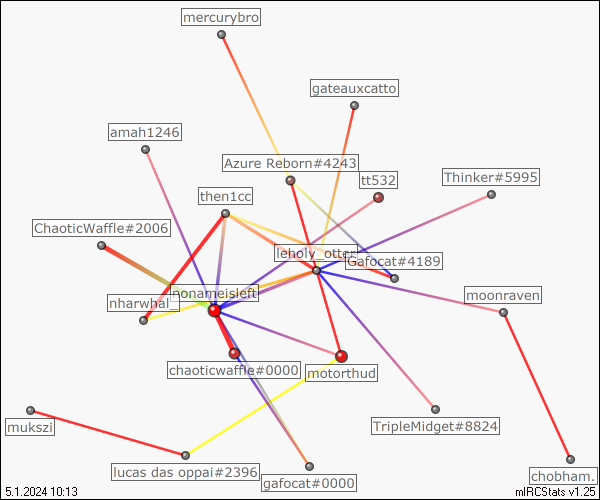 mercurybro
gateauxcatto
amah1246
Azure Reborn#4243
tt532
Thinker#5995
then1cc
ChaoticWaffle#2006
leholy_otter
Gafocat#4189
nonameisleft
moonraven
nharwhal_
chaoticwaffle#0000
motorthud
mukszi
TripleMidget#8824
lucas das oppai#2396
gafocat#0000
chobham.
5.1.2024 10:13
mIRCStats v1.25